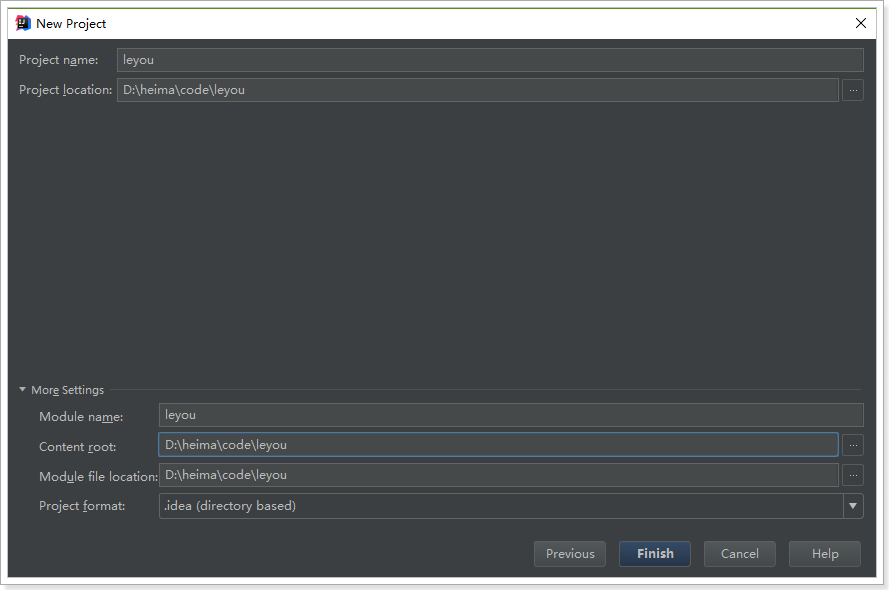 New Project
Project name: leyou
Project location: D:\heima\code\leyou ...
More Settings
Module name: leyou
Content root: D:\heima\code\leyou ...
Module file location: D:\heima\code\leyou ...
Project format: .idea (directory based)
Previous Finish Cancel Help